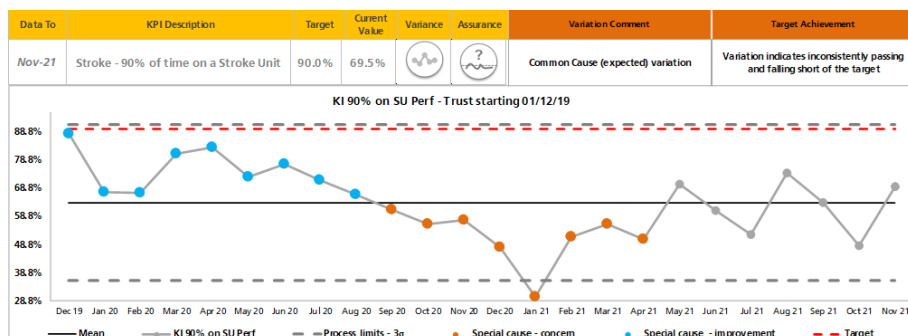 Data To KPI Description Target Current Value Variance Assurance Variation Comment Target Achievement
Nov-21 Stroke - 90% of time on a Stroke Unit 90.0% 69.5% ? Common Cause (expected) variation Variation indicates inconsistently passing and falling short of the target
KI 90% on SU Perf - Trust starting 01/12/19
88.8%
78.8%
68.8%
58.8%
48.8%
38.8%
28.8%
Dec 19 Jan 20 Feb 20 Mar 20 Apr 20 May 20 Jun 20 Jul 20 Aug 20 Sep 20 Oct 20 Nov 20 Dec 20 Jan 21 Feb 21 Mar 21 Apr 21 May 21 Jun 21 Jul 21 Aug 21 Sep 21 Oct 21 Nov 21
Mean KI 90% on SU Perf Process limits - 3σ Special cause - concern Special cause - improvement Target